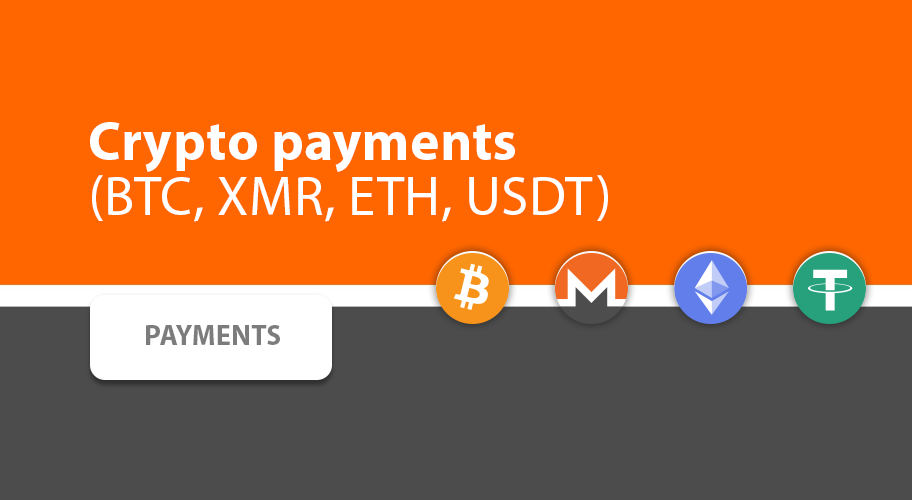 Crypto payments
(BTC, XMR, ETH, USDT)
PAYMENTS